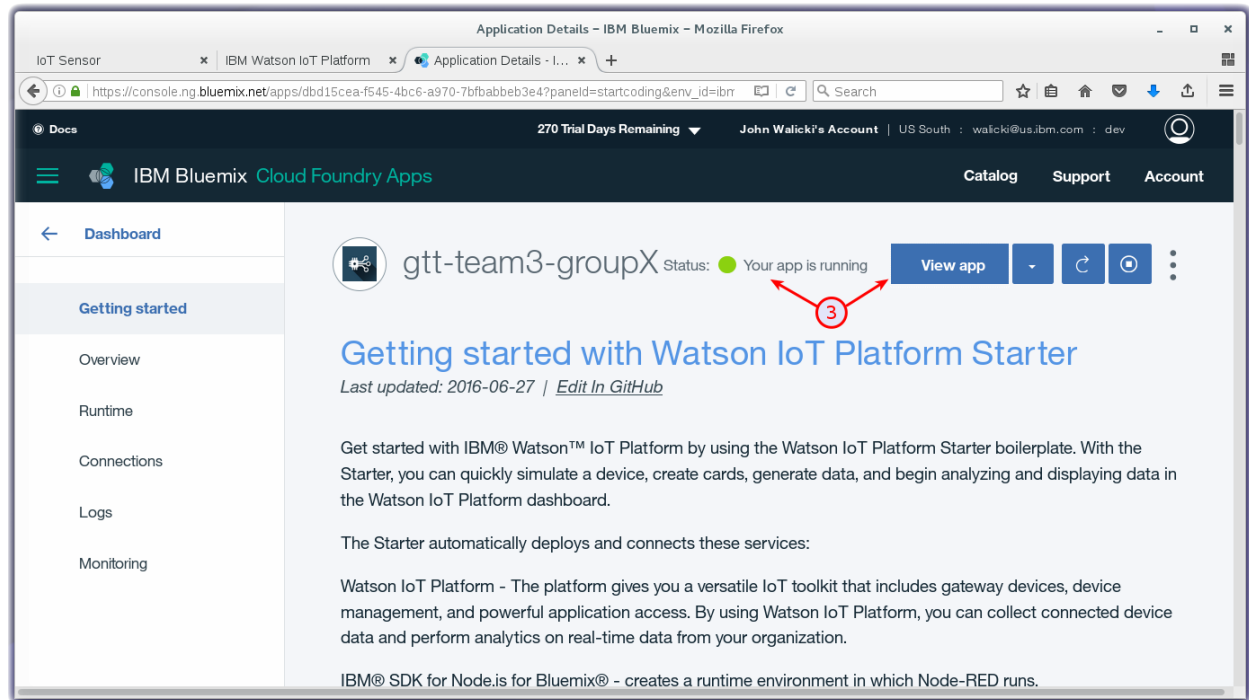 Application Details – IBM Bluemix – Mozilla Firefox
IoT Sensor
IBM Watson IoT Platform
Application Details - I...
https://console.ng.bluemix.net/apps/dbd15cea-f545-4bc6-a970-7bfbabbeb3e4?paneId=startcoding&env_id=ibm
Search
Docs
270 Trial Days Remaining
John Walicki's Account | US South : walicki@us.ibm.com : dev
IBM Bluemix Cloud Foundry Apps
Catalog
Support
Account
Dashboard
Getting started
Overview
Runtime
Connections
Logs
Monitoring
gtt-team3-groupX Status: Your app is running
View app
3
Getting started with Watson IoT Platform Starter
Last updated: 2016-06-27 | Edit In GitHub
Get started with IBM® Watson™ IoT Platform by using the Watson IoT Platform Starter boilerplate. With the
Starter, you can quickly simulate a device, create cards, generate data, and begin analyzing and displaying data in
the Watson IoT Platform dashboard.
The Starter automatically deploys and connects these services:
Watson IoT Platform - The platform gives you a versatile IoT toolkit that includes gateway devices, device
management, and powerful application access. By using Watson IoT Platform, you can collect connected device
data and perform analytics on real-time data from your organization.
IBM® SDK for Node.js for Bluemix® - creates a runtime environment in which Node-RED runs.